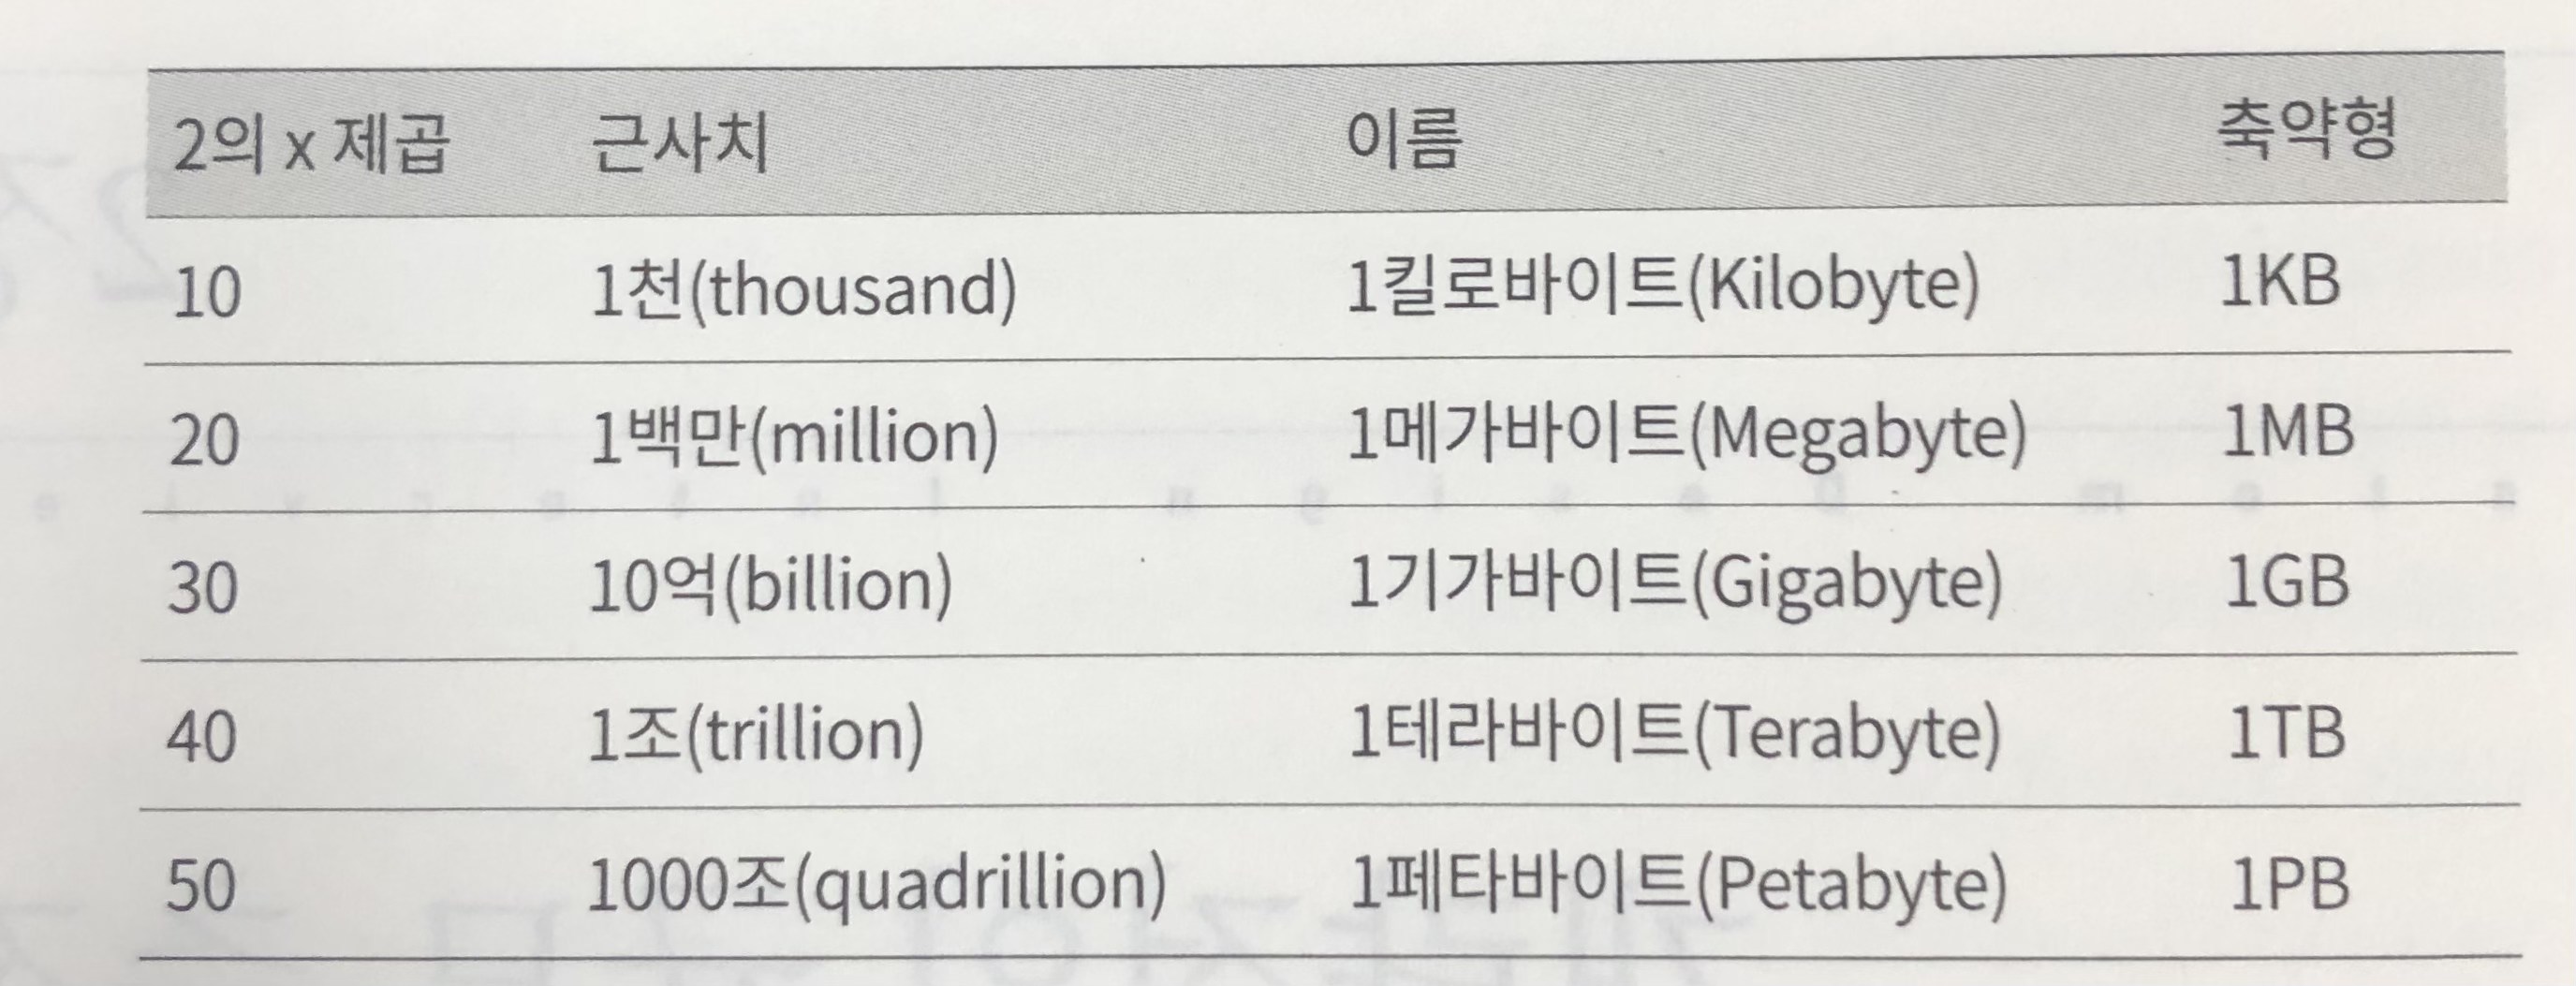 2의 x 제곱 근사치 이름 축약형
10 1천(thousand) 1킬로바이트(Kilobyte) 1KB
20 1백만(million) 1메가바이트(Megabyte) 1MB
30 10억(billion) 1기가바이트(Gigabyte) 1GB
40 1조(trillion) 1테라바이트(Terabyte) 1TB
50 1000조(quadrillion) 1페타바이트(Petabyte) 1PB